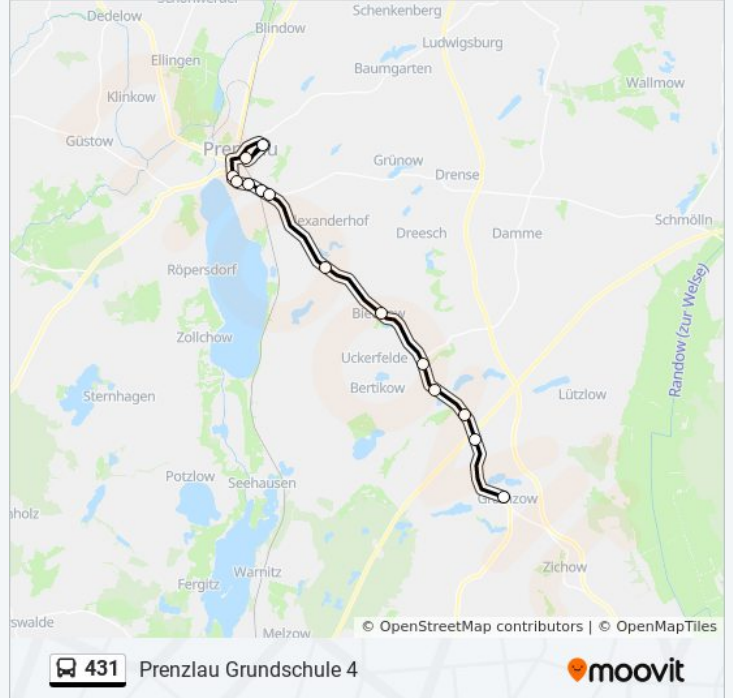 Schenkenberg
Dedelow
Blindow
Ludwigsburg
Ellingen
Baumgarten
Wallmow
Klinkow
Güstow
Grünow
Drense
Schmölln
Dreesch
Damme
Röpersdorf
Randow (zur Welse)
Zollchow
Uckerfelde
Bertikow
Sternhagen
Lützlow
Potzlow
Seehausen
Zichow
Warnitz
Fergitz
Melzow
© OpenStreetMap contributors | © OpenMapTiles
431 Prenzlau Grundschule 4
moovit